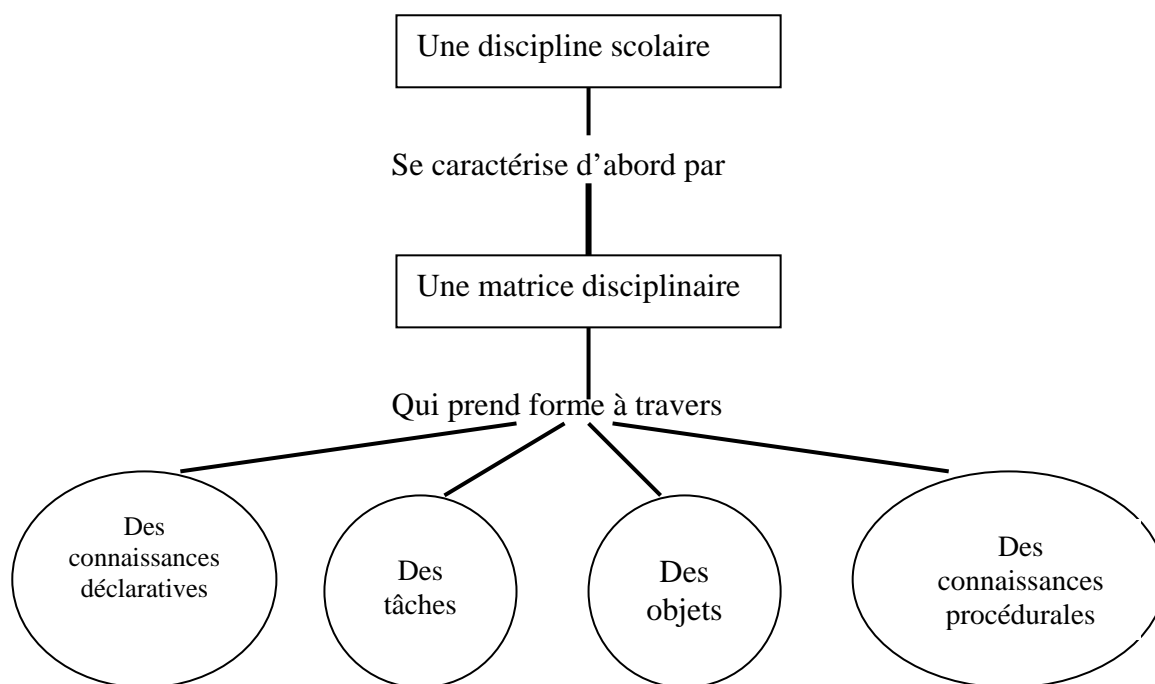 Une discipline scolaire
Se caractérise d’abord par
Une matrice disciplinaire
Qui prend forme à travers
Des
connaissances
déclaratives
Des
tâches
Des
objets
Des
connaissances
procédurales